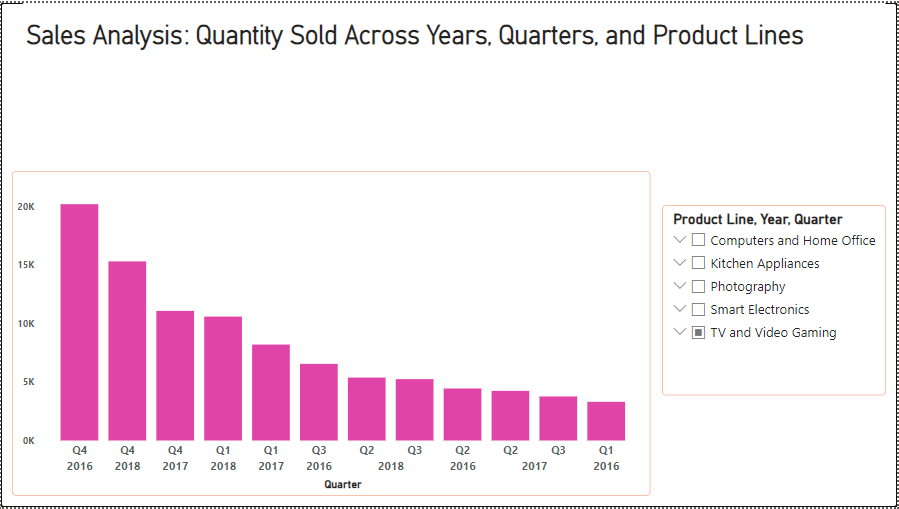 Sales Analysis: Quantity Sold Across Years, Quarters, and Product Lines
20K
15K
10K
5K
0K
Q4 Q4 Q4 Q1 Q1 Q3 Q2 Q3 Q2 Q2 Q3 Q1
2016 2018 2017 2018 2017 2016 2018 2016 2017 2016
Quarter
Product Line, Year, Quarter
Computers and Home Office
Kitchen Appliances
Photography
Smart Electronics
TV and Video Gaming